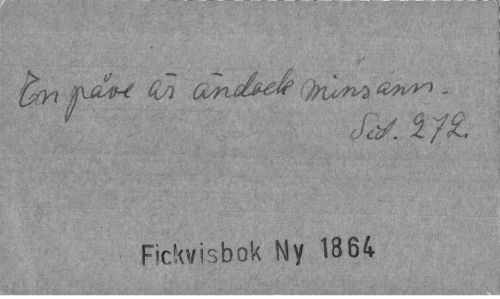 En påve är ändock minsann.
Sid. 272.
Fickvisbok Ny 1864